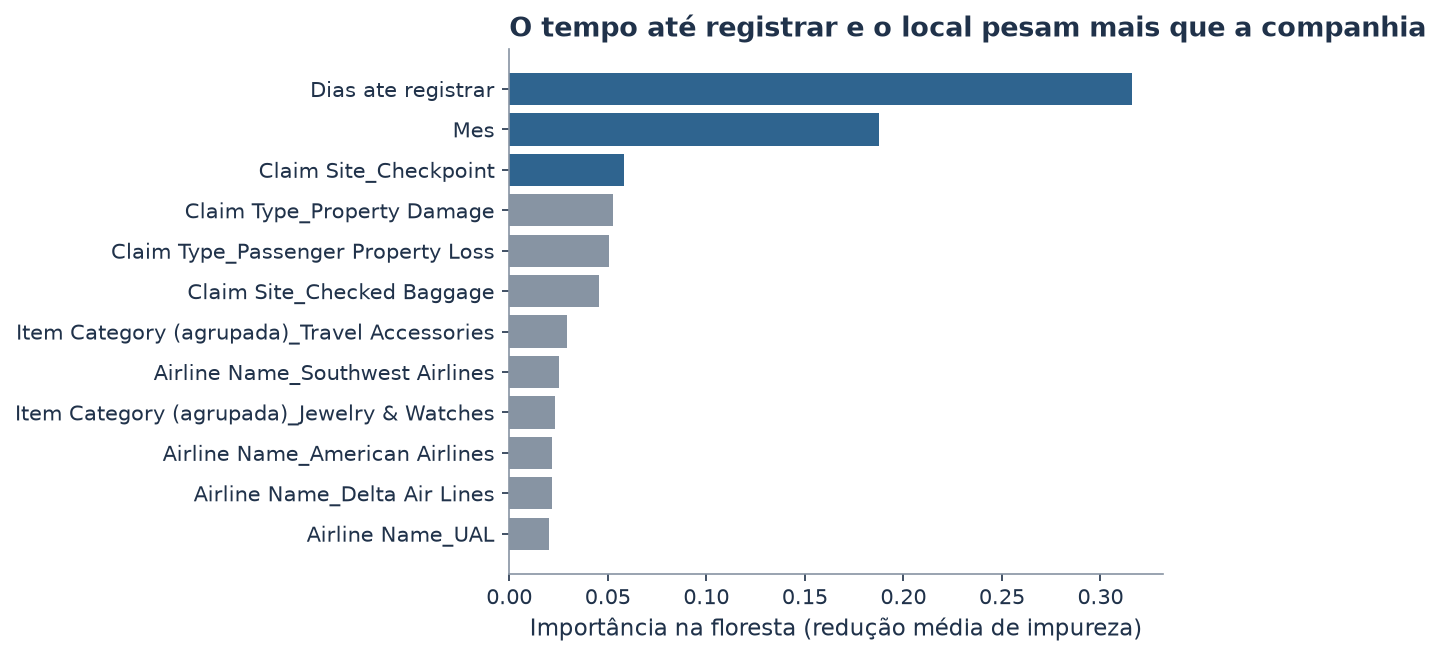 O tempo até registrar e o local pesam mais que a companhia
Dias ate registrar
Mes
Claim Site_Checkpoint
Claim Type_Property Damage
Claim Type_Passenger Property Loss
Claim Site_Checked Baggage
Item Category (agrupada)_Travel Accessories
Airline Name_Southwest Airlines
Item Category (agrupada)_Jewelry & Watches
Airline Name_American Airlines
Airline Name_Delta Air Lines
Airline Name_UAL
0.00 0.05 0.10 0.15 0.20 0.25 0.30
Importância na floresta (redução média de impureza)